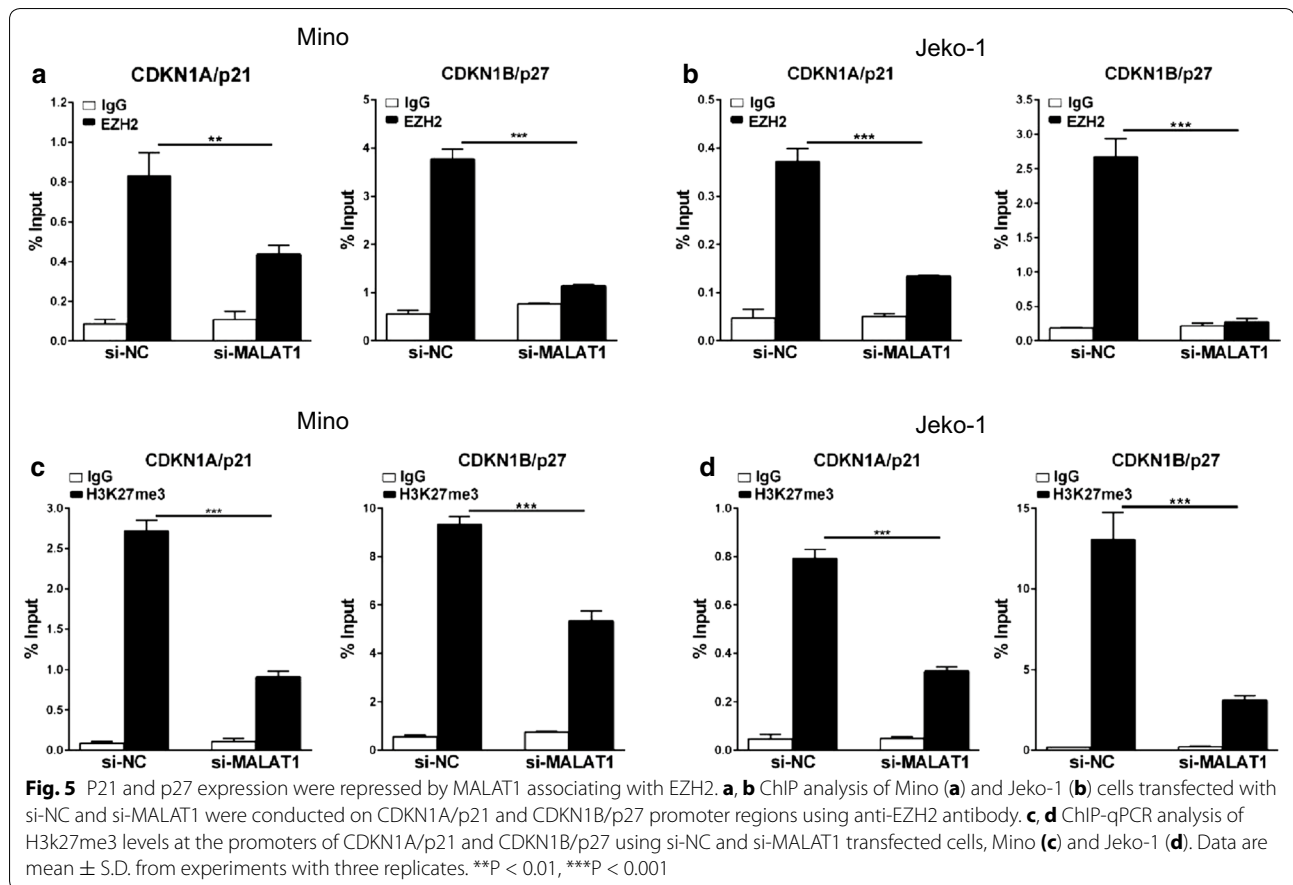 Mino
Jeko-1
a
CDKN1A/p21
IgG
EZH2
**
% Input
1.2
1.0
0.8
0.6
0.4
0.2
0.0
si-NC
si-MALAT1
CDKN1B/p27
IgG
EZH2
***
% Input
5
4
3
2
1
0
si-NC
si-MALAT1
b
CDKN1A/p21
IgG
EZH2
***
% Input
0.5
0.4
0.3
0.2
0.1
0.0
si-NC
si-MALAT1
CDKN1B/p27
IgG
EZH2
***
% Input
3.5
3.0
2.5
2.0
1.5
1.0
0.5
0.0
si-NC
si-MALAT1
Mino
Jeko-1
c
CDKN1A/p21
IgG
H3K27me3
***
% Input
3.0
2.5
2.0
1.5
1.0
0.5
0.0
si-NC
si-MALAT1
CDKN1B/p27
IgG
H3K27me3
***
% Input
10
8
6
4
2
0
si-NC
si-MALAT1
d
CDKN1A/p21
IgG
H3K27me3
***
% Input
1.0
0.8
0.6
0.4
0.2
0.0
si-NC
si-MALAT1
CDKN1B/p27
IgG
H3K27me3
***
% Input
15
10
5
0
si-NC
si-MALAT1
Fig. 5 P21 and p27 expression were repressed by MALAT1 associating with EZH2. a, b ChIP analysis of Mino (a) and Jeko-1 (b) cells transfected with
si-NC and si-MALAT1 were conducted on CDKN1A/p21 and CDKN1B/p27 promoter regions using anti-EZH2 antibody. c, d ChIP-qPCR analysis of
H3k27me3 levels at the promoters of CDKN1A/p21 and CDKN1B/p27 using si-NC and si-MALAT1 transfected cells, Mino (c) and Jeko-1 (d). Data are
mean ± S.D. from experiments with three replicates. **P < 0.01, ***P < 0.001